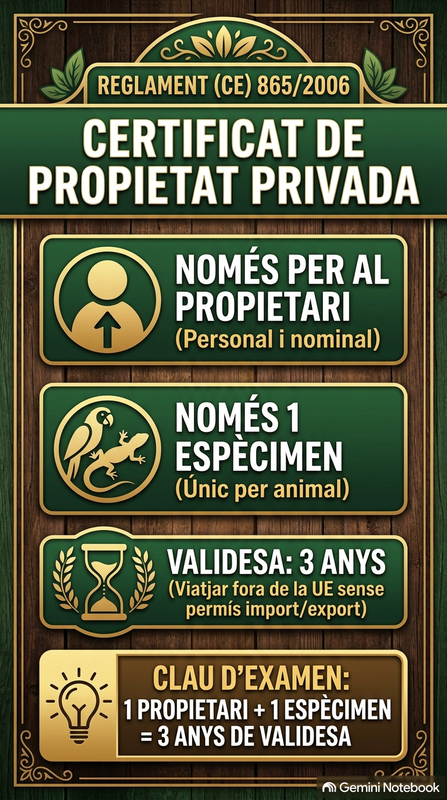 REGLAMENT (CE) 865/2006
CERTIFICAT DE
PROPIETAT PRIVADA
NOMÉS PER AL
PROPIETARI
(Personal i nominal)
NOMÉS 1
ESPÈCIMEN
(Únic per animal)
VALIDESA: 3 ANYS
(Viatjar fora de la UE sense
permís import/export)
CLAU D'EXAMEN:
1 PROPIETARI + 1 ESPÈCIMEN
= 3 ANYS DE VALIDESA
Gemini Notebook